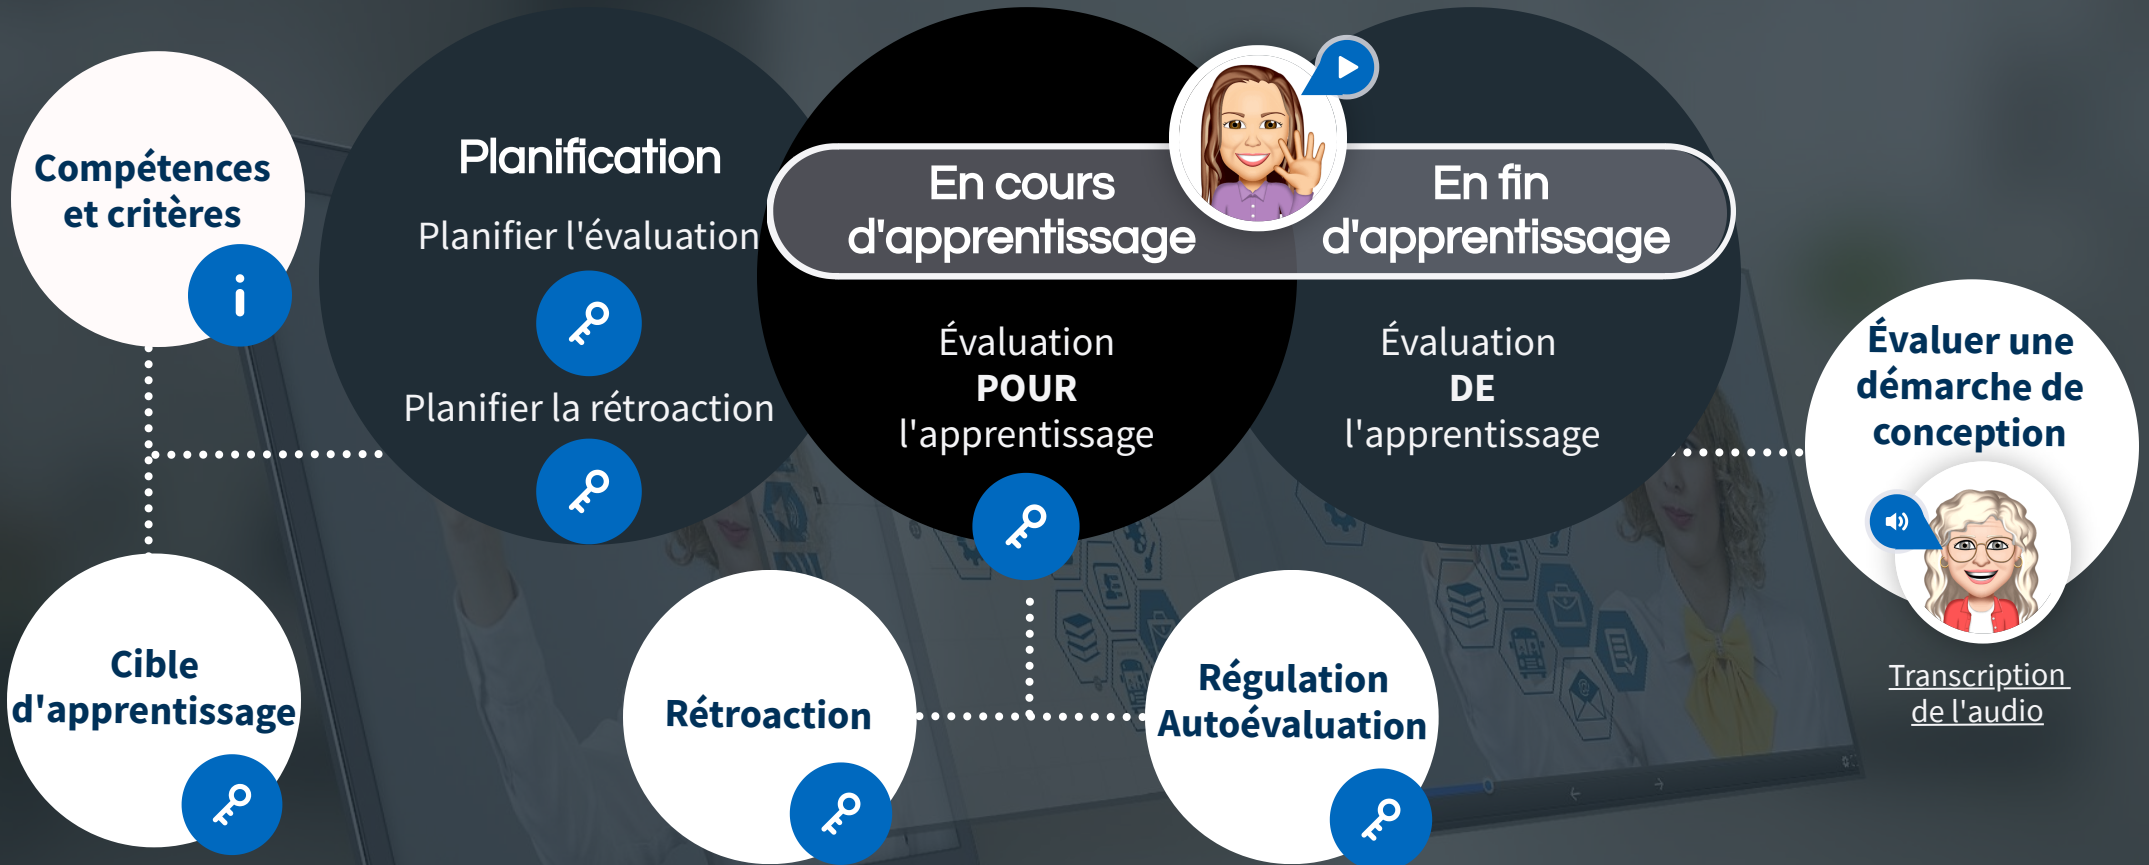 Compétences
et critères
Planification
Planifier l'évaluation
Planifier la rétroaction
En cours
d'apprentissage
En fin
d'apprentissage
Évaluation
POUR
l'apprentissage
Évaluation
DE
l'apprentissage
Évaluer une
démarche de
conception
Transcription
de l'audio
Cible
d'apprentissage
Rétroaction
Régulation
Autoévaluation